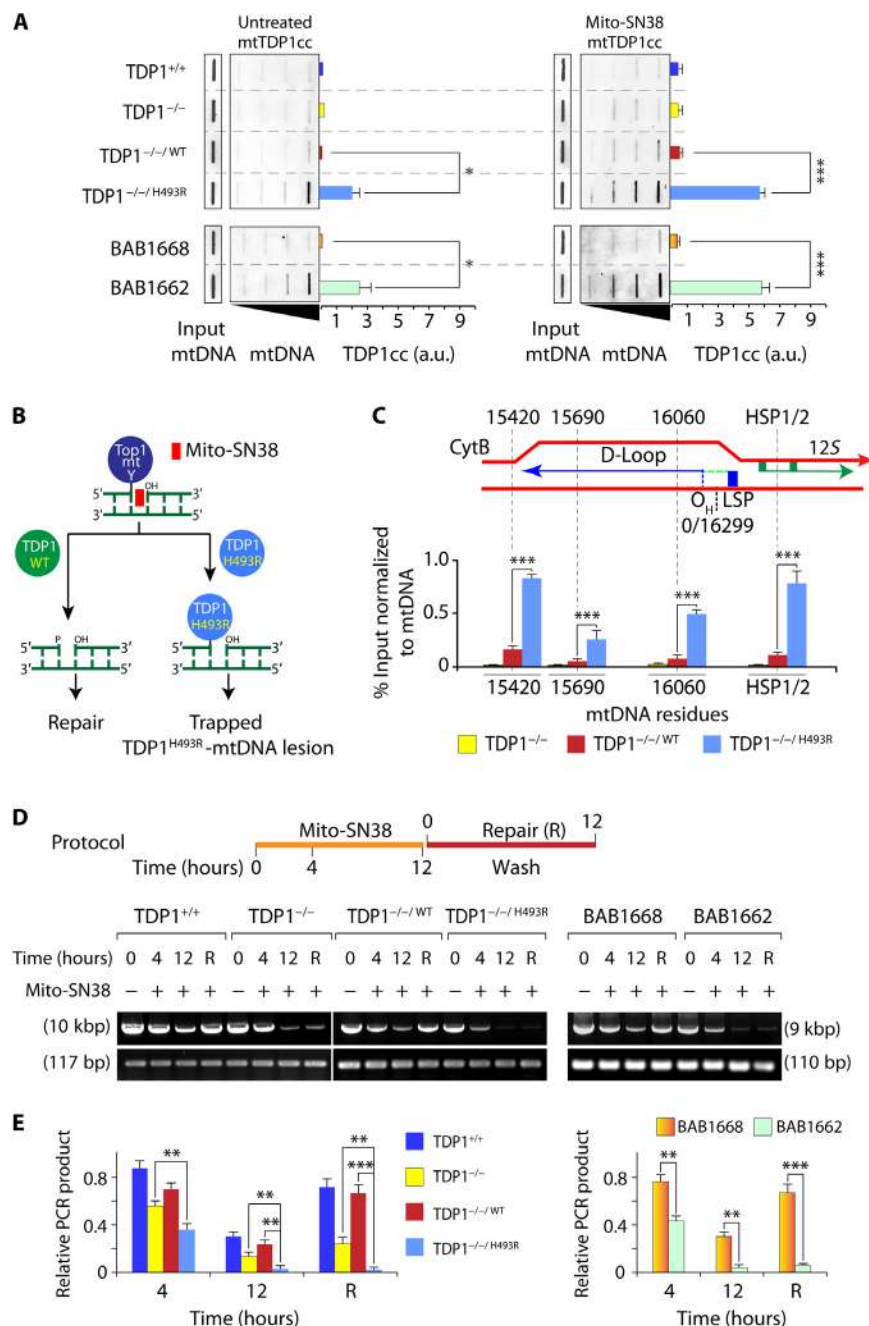 A
Untreated
mtTDP1cc
Mito-SN38
mtTDP1cc
TDP1+/+
TDP1−/−
TDP1−/−/ WT
TDP1−/−/ H493R
BAB1668
BAB1662
*
*
***
***
1 3 5 7 9
1 3 5 7 9
Input
mtDNA
mtDNA
TDP1cc (a.u.)
Input
mtDNA
mtDNA
TDP1cc (a.u.)
B
Top1
mt
Y
Mito-SN38
OH
5′ 3′
3′ 5′
TDP1
WT
TDP1
H493R
TDP1
H493R
P OH
OH
5′ 3′
3′ 5′
5′ 3′
3′ 5′
Repair
Trapped
TDP1H493R-mtDNA lesion
C
15420 15690 16060 HSP1/2
CytB
D-Loop
12S
OH LSP
0/16299
% Input normalized
to mtDNA
1.0
0.5
0
*** *** *** ***
15420 15690 16060 HSP1/2
mtDNA residues
TDP1−/− TDP1−/−/ WT TDP1−/−/ H493R
D
Protocol
Mito-SN38
0 Repair (R) 12
Time (hours) 0 4 12 Wash
TDP1+/+ TDP1−/− TDP1−/−/ WT TDP1−/−/ H493R BAB1668 BAB1662
Time (hours) 0 4 12 R 0 4 12 R 0 4 12 R 0 4 12 R 0 4 12 R 0 4 12 R
Mito-SN38 − + + + − + + + − + + + − + + + − + + + − + + +
(10 kbp) (9 kbp)
(117 bp) (110 bp)
E
Relative PCR product
0.8
0.4
0
** ** ** ** ***
4 12 R
Time (hours)
TDP1+/+
TDP1−/−
TDP1−/−/ WT
TDP1−/−/ H493R
BAB1668 BAB1662
Relative PCR product
0.8
0.4
0
** ** ***
4 12 R
Time (hours)